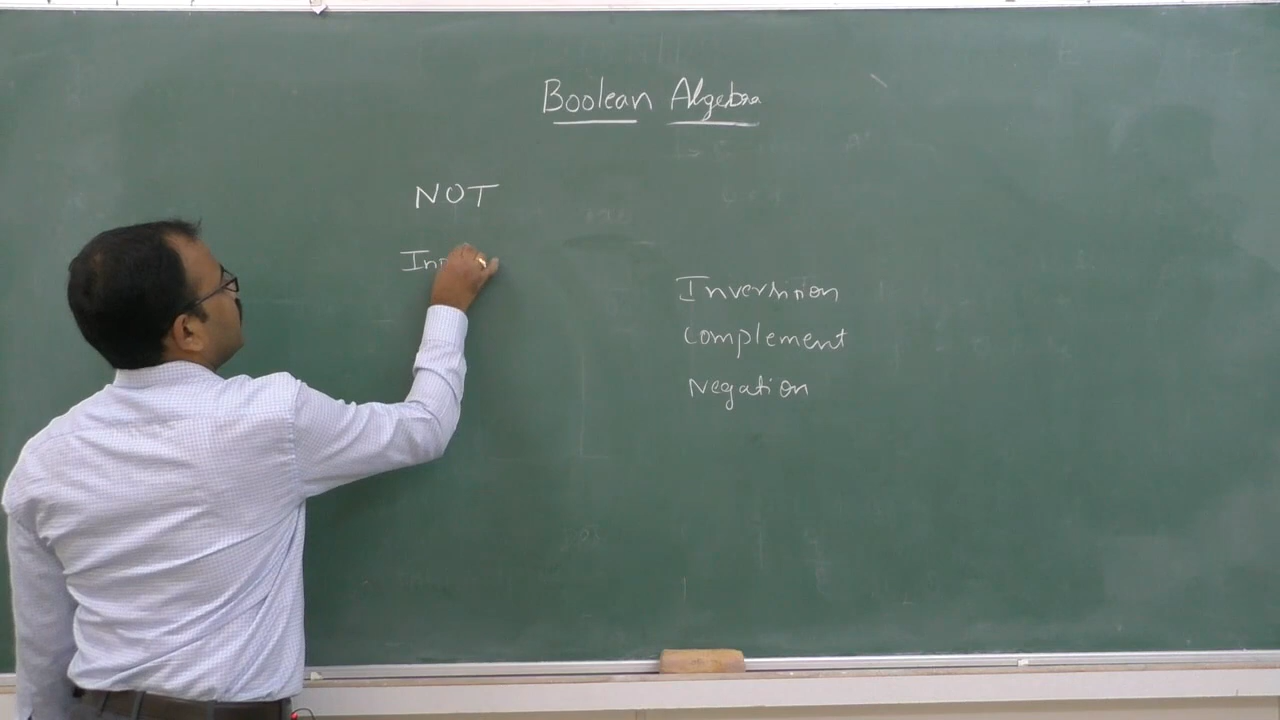 Boolean Algebra
NOT
Inversion
Complement
Negation